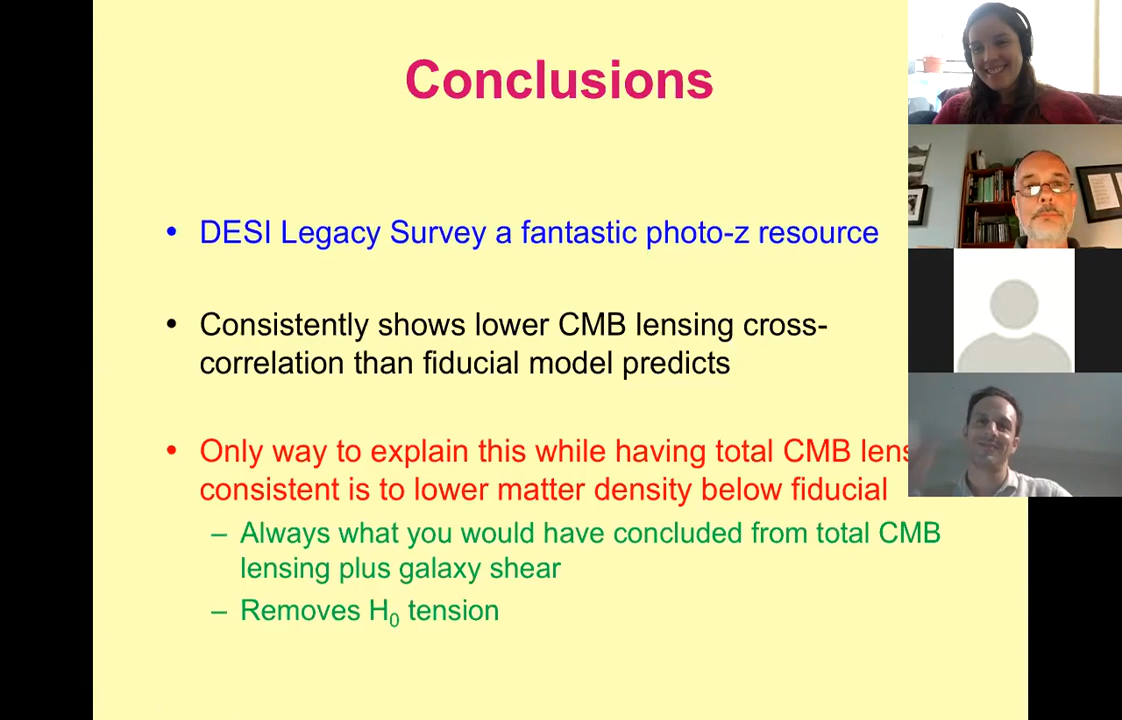 Conclusions
• DESI Legacy Survey a fantastic photo-z resource
• Consistently shows lower CMB lensing cross-
correlation than fiducial model predicts
• Only way to explain this while having total CMB lens
consistent is to lower matter density below fiducial
– Always what you would have concluded from total CMB
lensing plus galaxy shear
– Removes H₀ tension